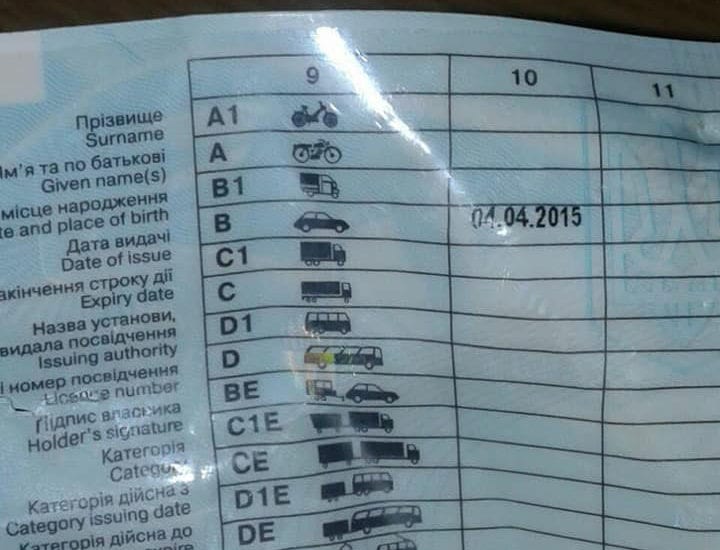 9 10 11
Прізвище
Surname
Ім'я та по батькові
Given name(s)
місце народження
te and place of birth
Дата видачі
Date of issue
акінчення строку дії
Expiry date
Назва установи,
видала посвідчення
Issuing authority
і номер посвідчення
Licence number
Підпис власника
Holder's signature
Категорія
Category
Категорія дійсна з
Category issuing date
Категорія дійсна до
A1
A
B1
B 04.04.2015
C1
C
D1
D
BE
C1E
CE
D1E
DE